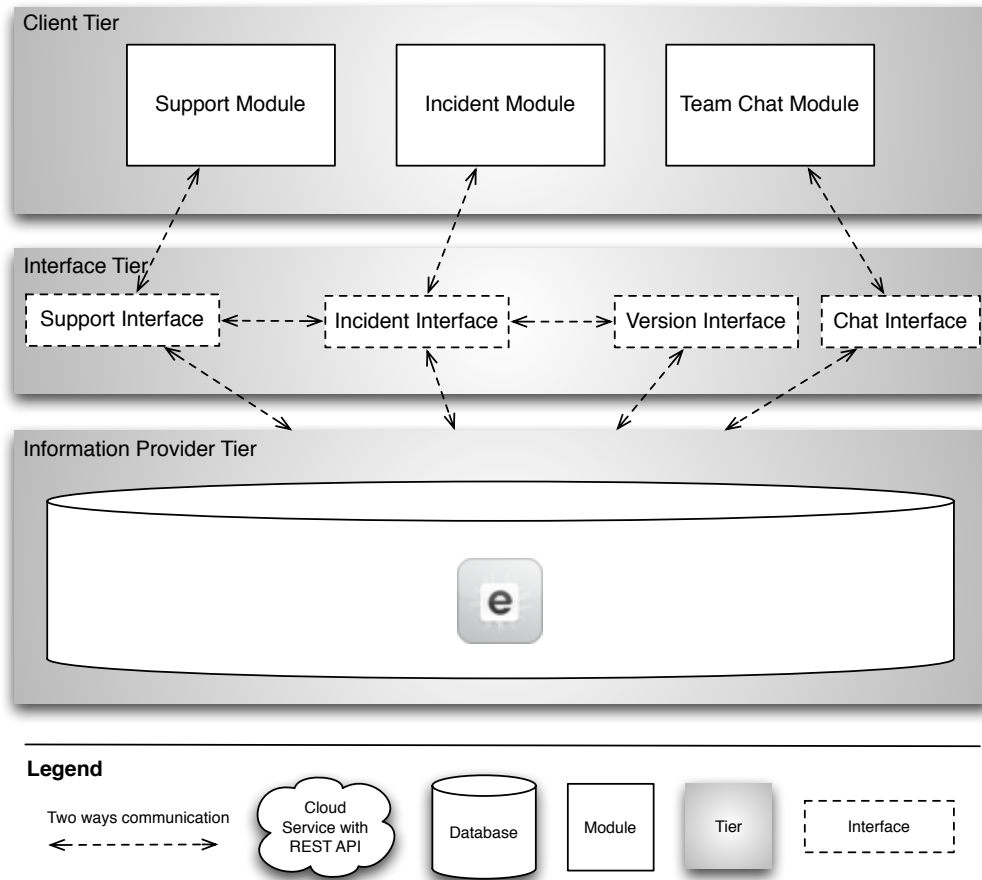 Client Tier
Support Module
Incident Module
Team Chat Module
Interface Tier
Support Interface
Incident Interface
Version Interface
Chat Interface
Information Provider Tier
e
Legend
Two ways communication
Cloud
Service with
REST API
Database
Module
Tier
Interface